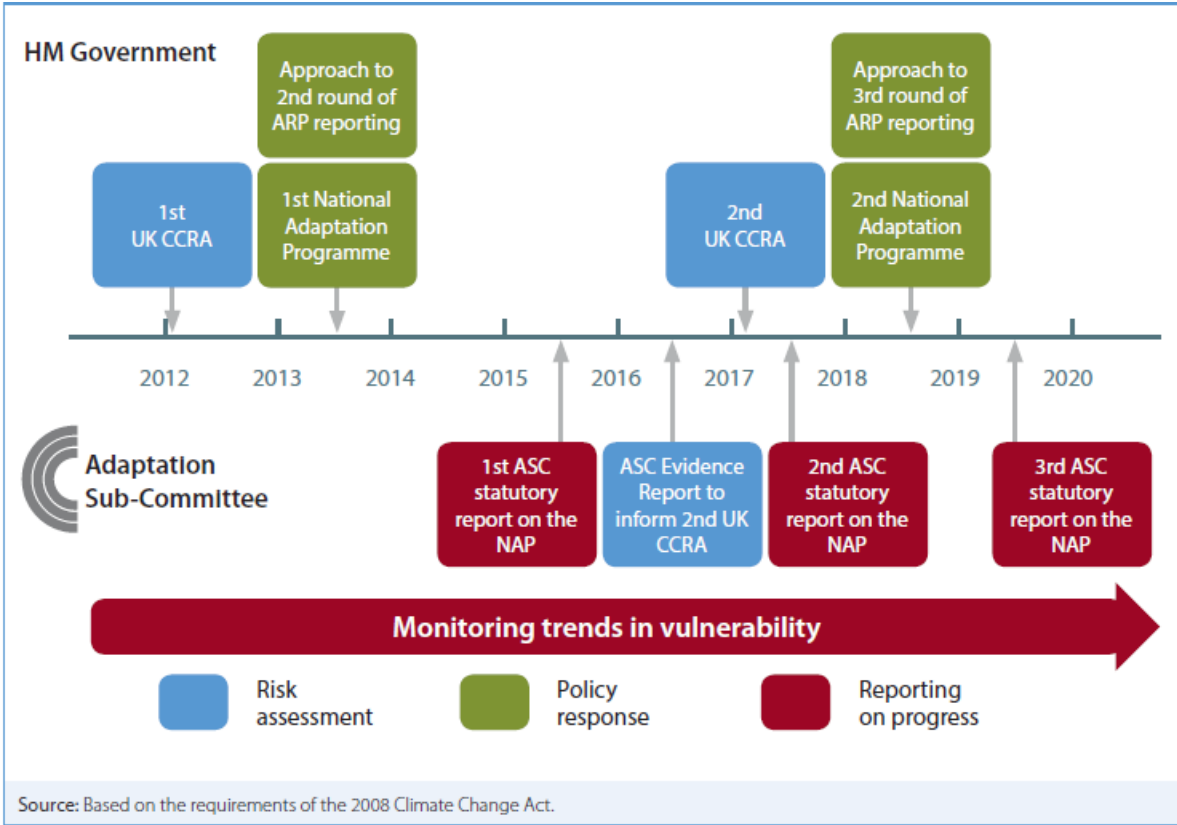 HM Government
Approach to
2nd round of
ARP reporting
Approach to
3rd round of
ARP reporting
1st
UK CCRA
1st National
Adaptation
Programme
2nd
UK CCRA
2nd National
Adaptation
Programme
2012 2013 2014 2015 2016 2017 2018 2019 2020
Adaptation
Sub-Committee
1st ASC
statutory
report on the
NAP
ASC Evidence
Report to
inform 2nd UK
CCRA
2nd ASC
statutory
report on the
NAP
3rd ASC
statutory
report on the
NAP
Monitoring trends in vulnerability
Risk
assessment
Policy
response
Reporting
on progress
Source: Based on the requirements of the 2008 Climate Change Act.